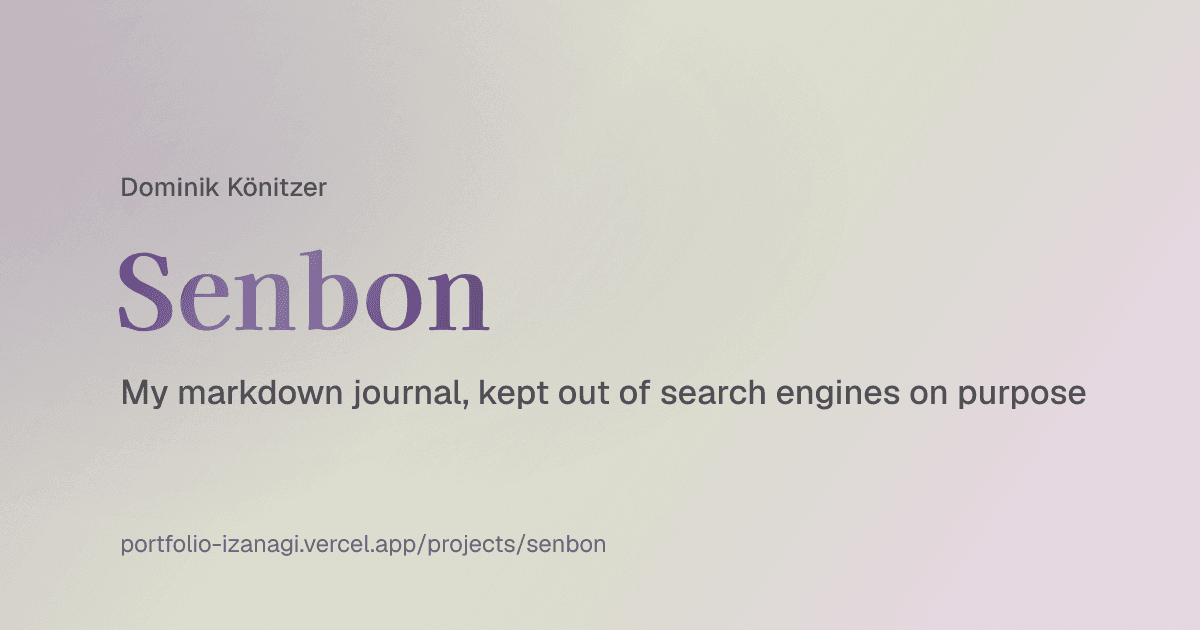 Dominik Könitzer
Senbon
My markdown journal, kept out of search engines on purpose
portfolio-izanagi.vercel.app/projects/senbon